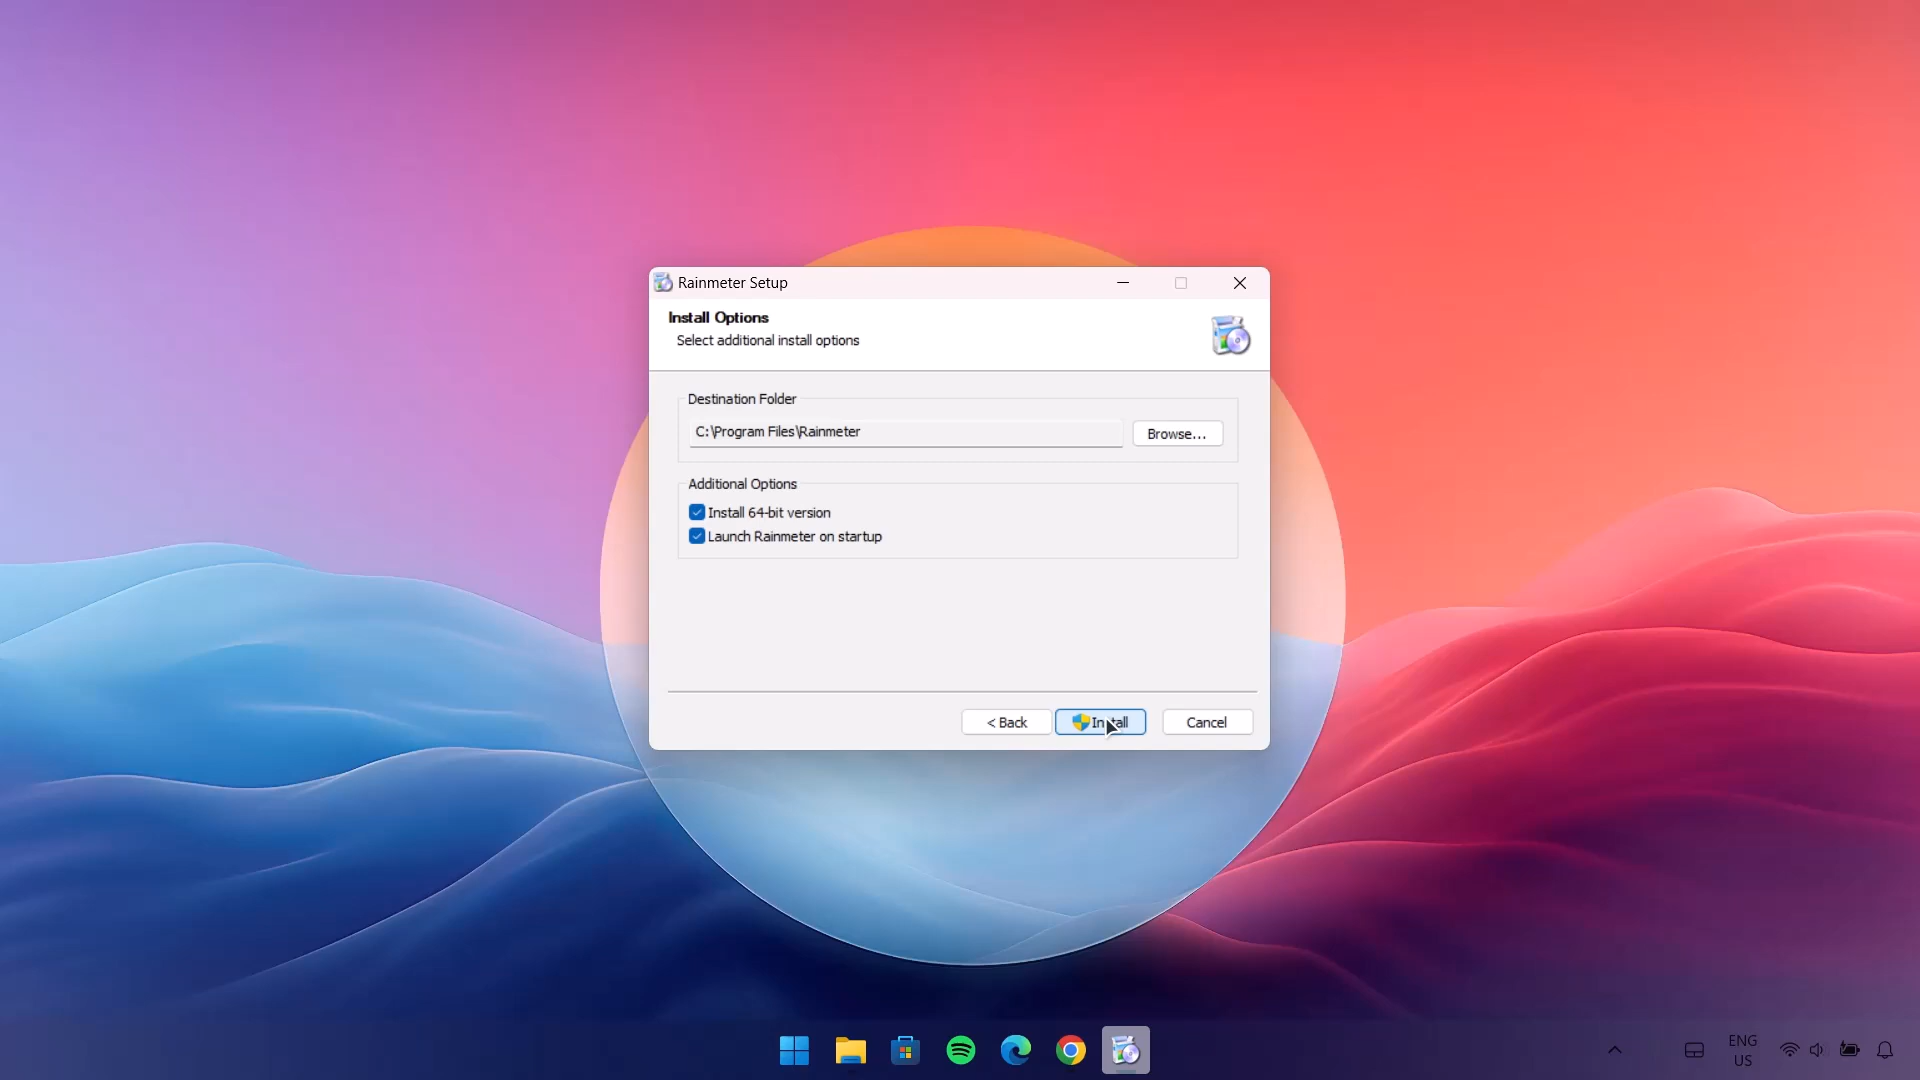 Rainmeter Setup
Install Options
Select additional install options
Destination Folder
C:\Program Files\Rainmeter
Browse...
Additional Options
Install 64-bit version
Launch Rainmeter on startup
< Back
Install
Cancel
ENG
US